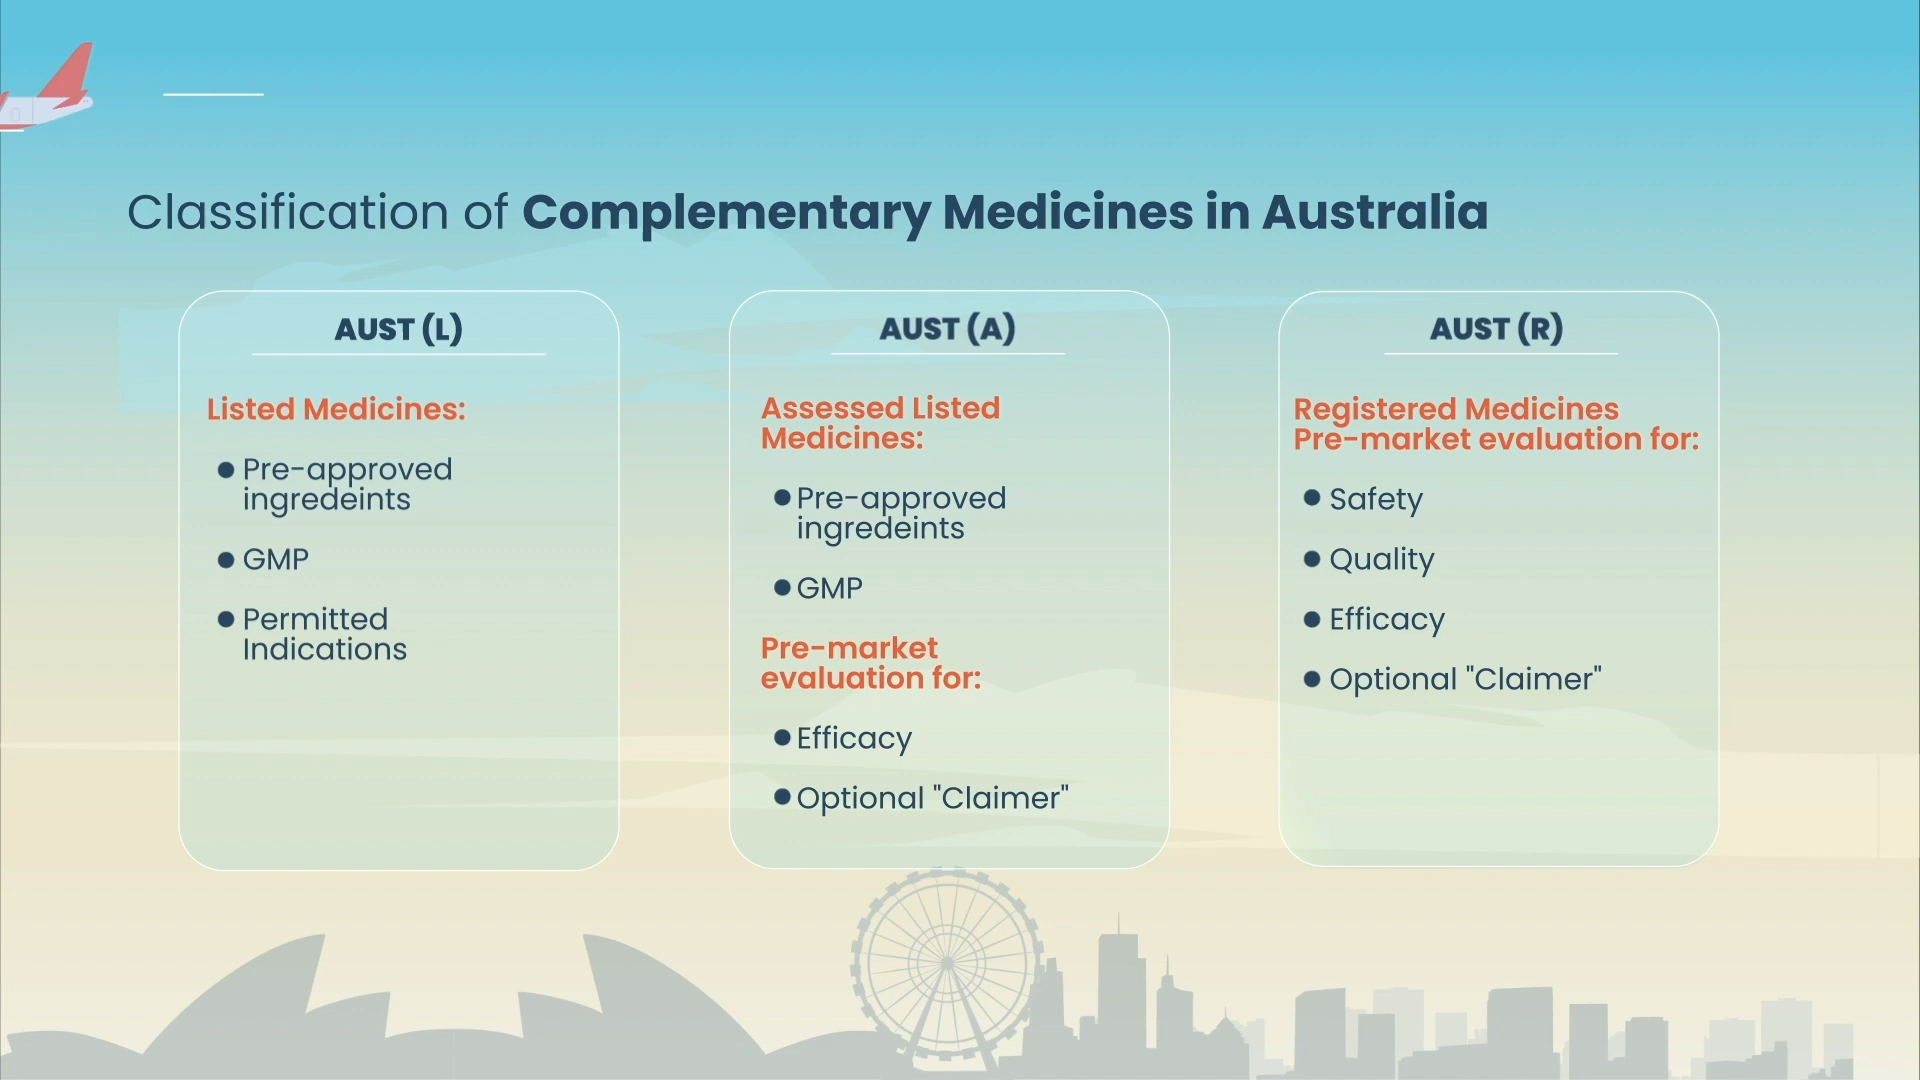 Classification of Complementary Medicines in Australia
AUST (L)
Listed Medicines:
Pre-approved
ingredeints
GMP
Permitted
Indications
AUST (A)
Assessed Listed
Medicines:
Pre-approved
ingredeints
GMP
Pre-market
evaluation for:
Efficacy
Optional "Claimer"
AUST (R)
Registered Medicines
Pre-market evaluation for:
Safety
Quality
Efficacy
Optional "Claimer"